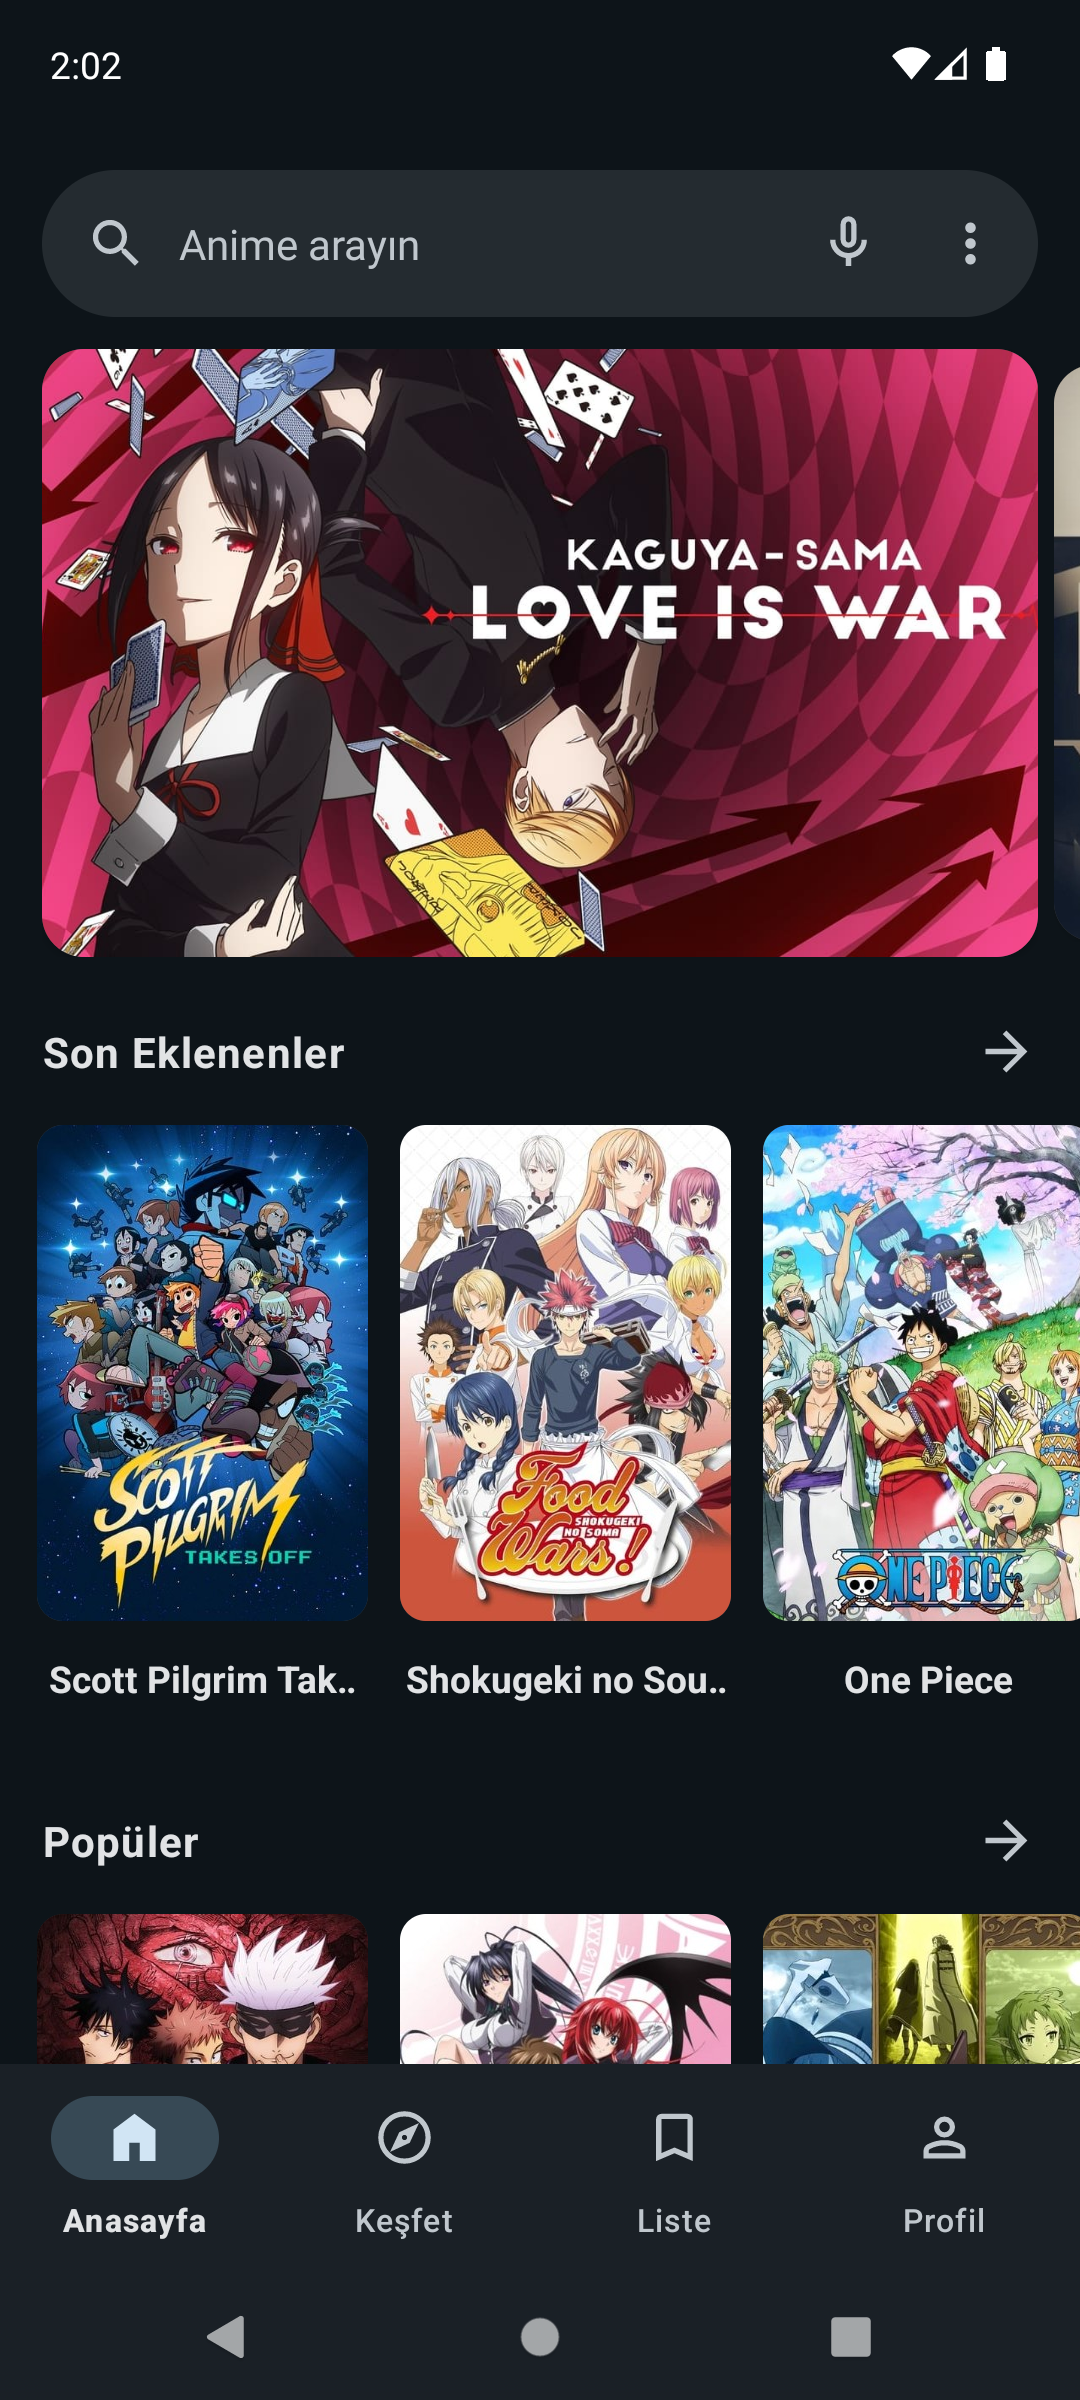 2:02
Anime arayın
KAGUYA-SAMA
LOVE IS WAR
Son Eklenenler
SCOTT
PILGRIM
TAKES OFF
Food
SHOKUGEKI
NO SOMA
Wars!
ONE PIECE
Scott Pilgrim Tak..
Shokugeki no Sou..
One Piece
Popüler
Anasayfa
Keşfet
Liste
Profil